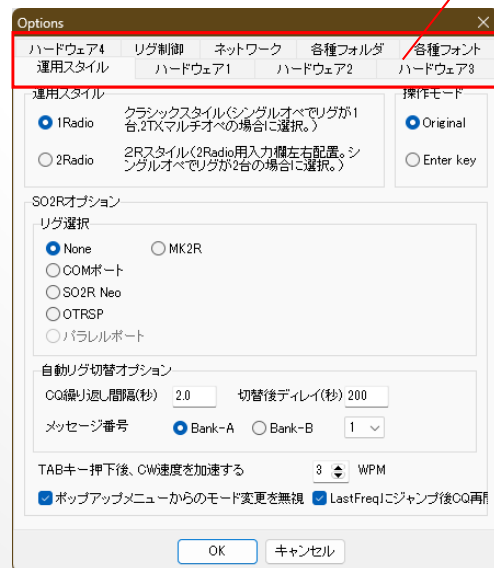 Options
ハードウェア4 リグ制御 ネットワーク 各種フォルダ 各種フォント
運用スタイル ハードウェア1 ハードウェア2 ハードウェア3
運用スタイル
1Radio クラシックスタイル(シングルオペでリグが1
台,2TX,マルチオペの場合に選択。)
2Radio 2Rスタイル(2Radio用入力欄左右配置。シ
ングルオペでリグが2台の場合に選択。)
操作モード
Original
Enter key
SO2Rオプション
リグ選択
None MK2R
COMポート
SO2R Neo
OTRSP
パラレルポート
自動リグ切替オプション
CQ繰り返し間隔(秒) 2.0 切替後ディレイ(秒) 200
メッセージ番号 Bank-A Bank-B 1
TABキー押下後、CW速度を加速する 3 WPM
ポップアップメニューからのモード変更を無視 LastFreqにジャンプ後CQ再
OK キャンセル